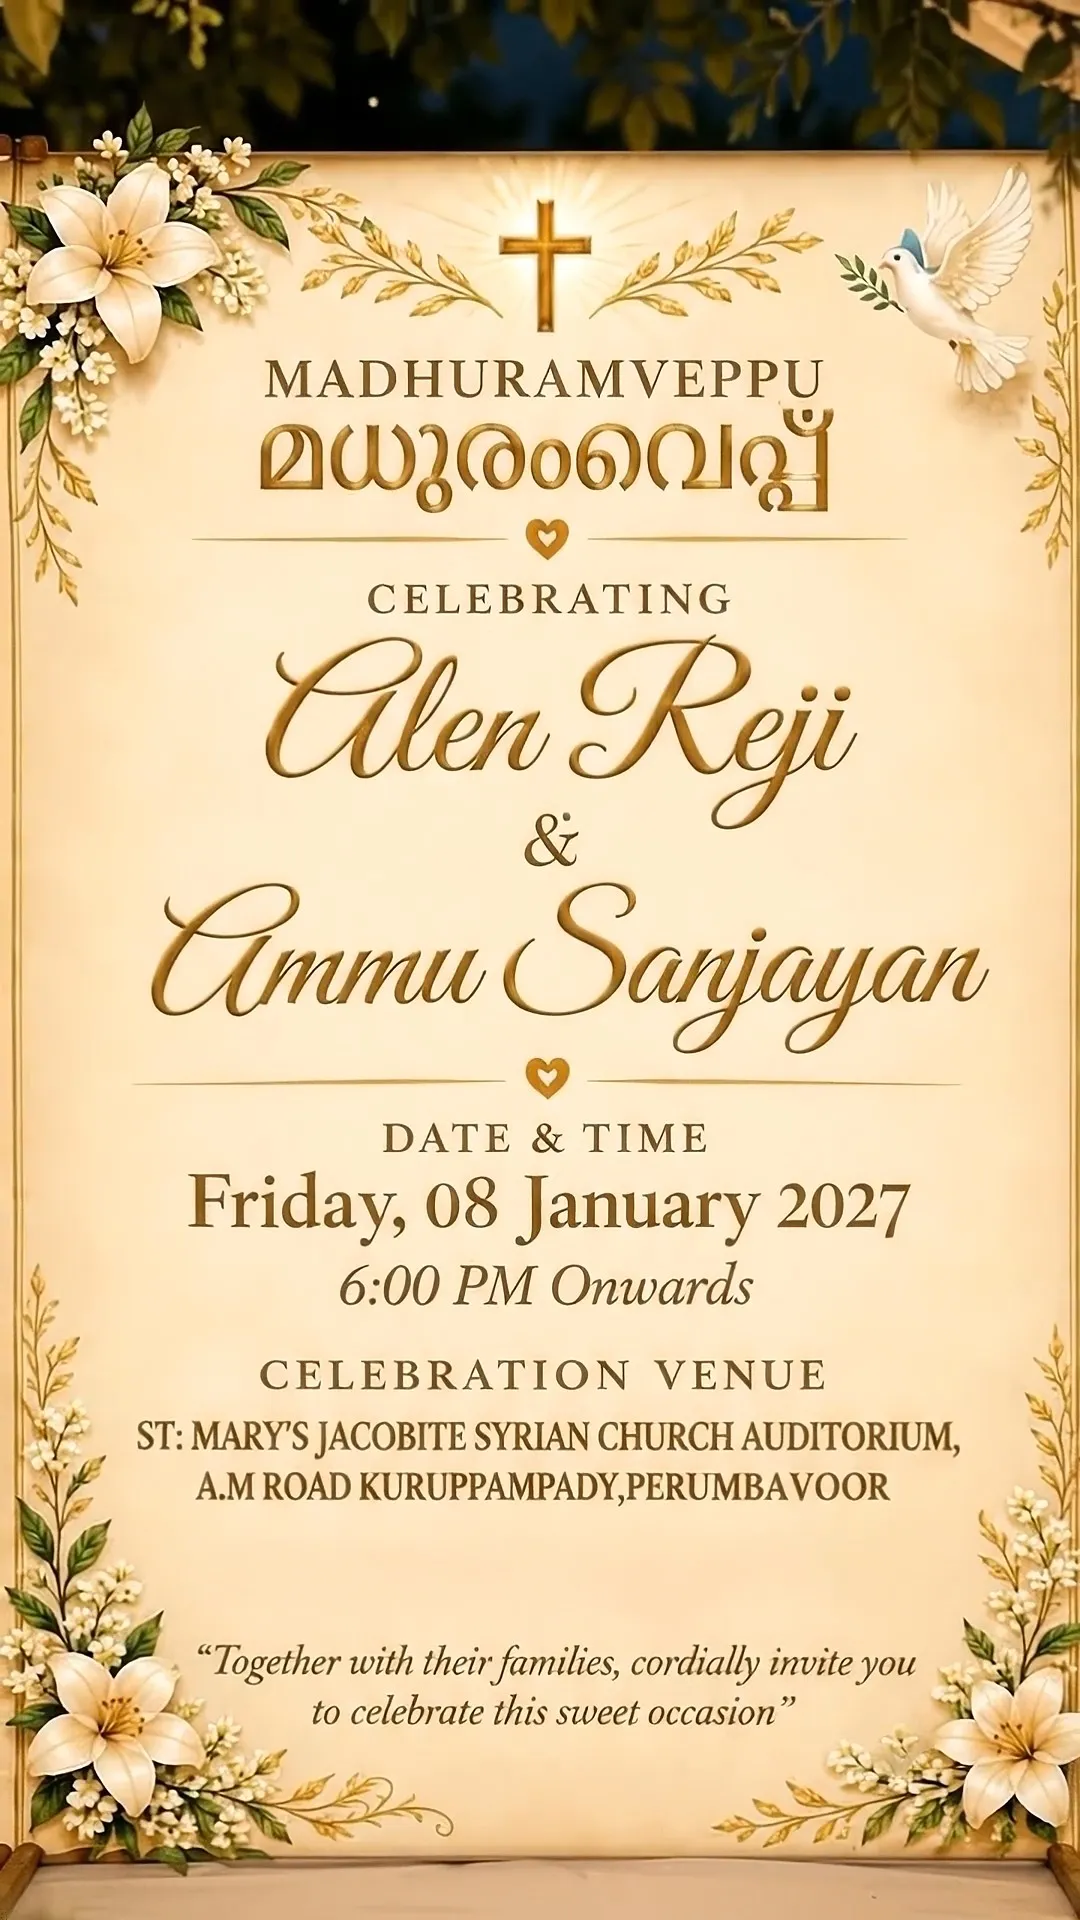 MADHURAMVEPPU
മധുരംവെപ്പ്
CELEBRATING
Alen Reji
&
Ammu Sanjayan
DATE & TIME
Friday, 08 January 2027
6:00 PM Onwards
CELEBRATION VENUE
ST: MARY'S JACOBITE SYRIAN CHURCH AUDITORIUM,
A.M ROAD KURUPPAMPADY,PERUMBAVOOR
“Together with their families, cordially invite you
to celebrate this sweet occasion”